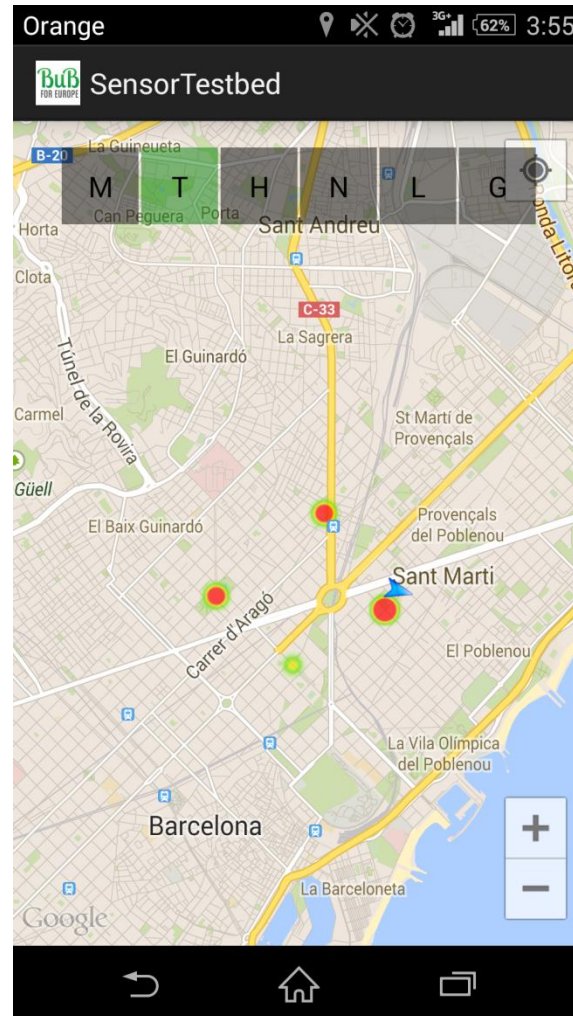 Orange 3G+ 62% 3:55
BuB
FOR EUROPE
SensorTestbed
La Guineueta
B-20
M T H N L G
Can Peguera Porta
Sant Andreu
Horta
Ronda Litor
Clota
C-33
La Sagrera
Túnel de la Rovira
El Guinardó
Carmel
St Martí de
Provençals
Güell
El Baix Guinardó
Provençals
del Poblenou
Sant Marti
Carrer d'Aragó
El Poblenou
La Vila Olímpica
del Poblenou
Barcelona
La Barceloneta
Google